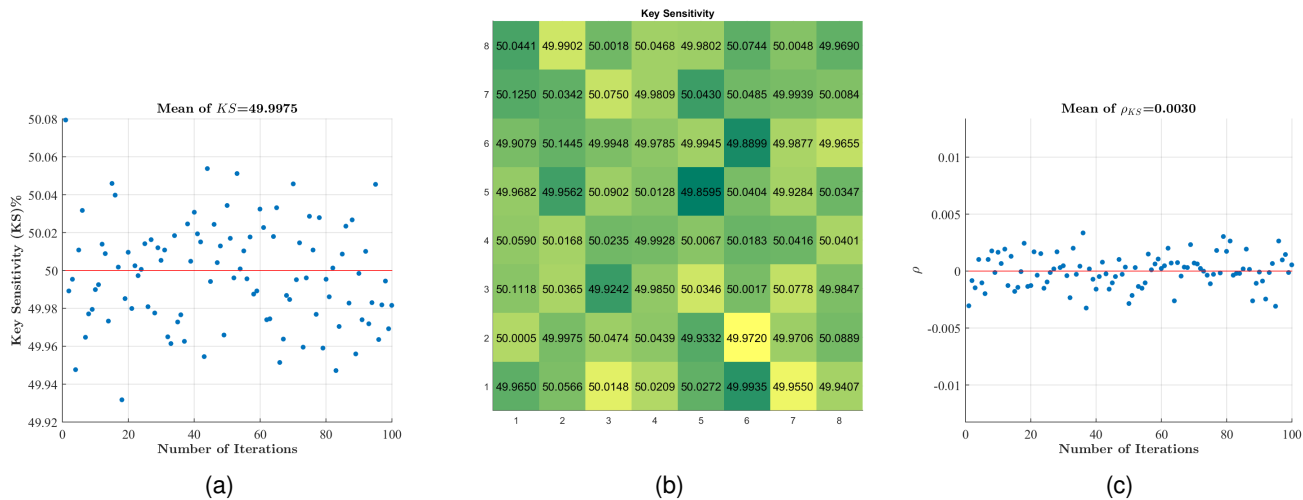 Mean of KS=49.9975
Key Sensitivity (KS)%
50.08
50.06
50.04
50.02
50
49.98
49.96
49.94
49.92
0 20 40 60 80 100
Number of Iterations
(a)
Key Sensitivity
8 50.0441 49.9902 50.0018 50.0468 49.9802 50.0744 50.0048 49.9690
7 50.1250 50.0342 50.0750 49.9809 50.0430 50.0485 49.9939 50.0084
6 49.9079 50.1445 49.9948 49.9785 49.9945 49.8899 49.9877 49.9655
5 49.9682 49.9562 50.0902 50.0128 49.8595 50.0404 49.9284 50.0347
4 50.0590 50.0168 50.0235 49.9928 50.0067 50.0183 50.0416 50.0401
3 50.1118 50.0365 49.9242 49.9850 50.0346 50.0017 50.0778 49.9847
2 50.0005 49.9975 50.0474 50.0439 49.9332 49.9720 49.9706 50.0889
1 49.9650 50.0566 50.0148 50.0209 50.0272 49.9935 49.9550 49.9407
1 2 3 4 5 6 7 8
(b)
Mean of ρKS=0.0030
ρ
0.01
0.005
0
-0.005
-0.01
0 20 40 60 80 100
Number of Iterations
(c)